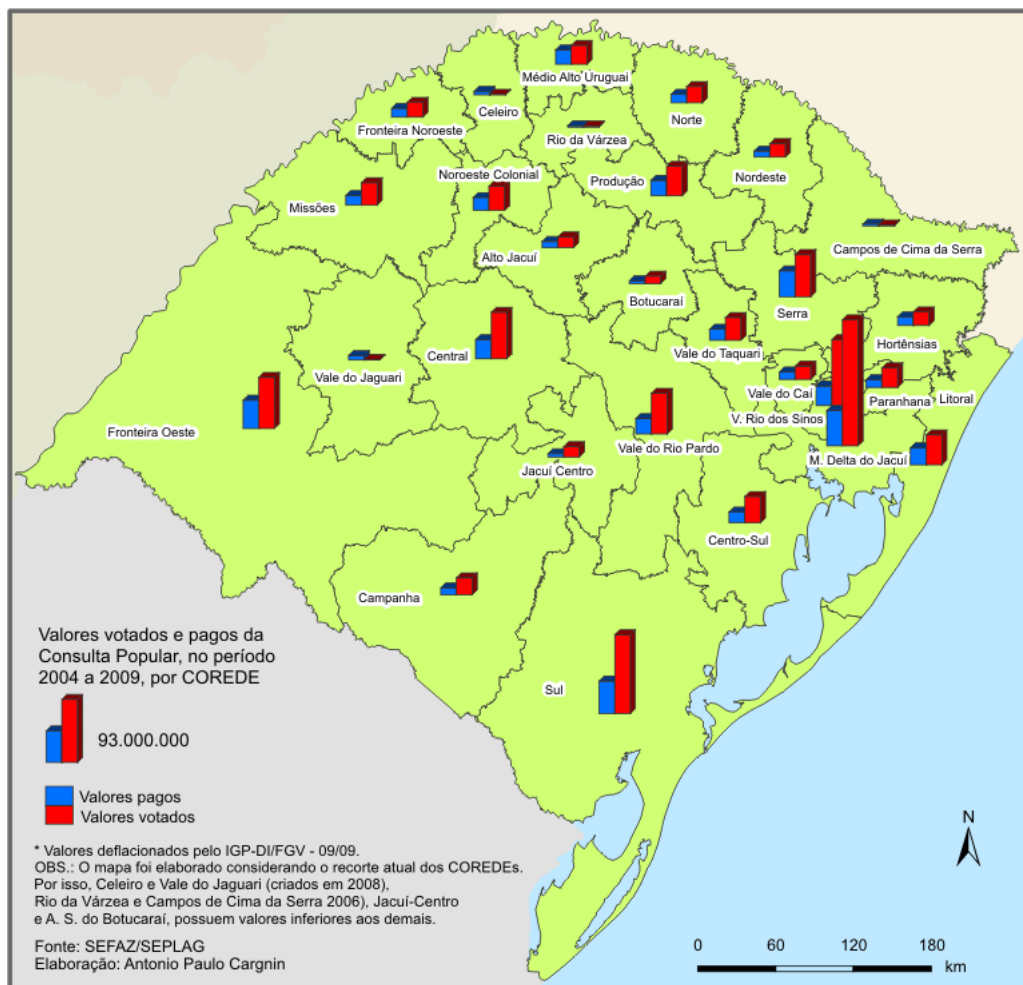 Médio Alto Uruguai
Celeiro
Norte
Fronteira Noroeste
Rio da Várzea
Noroeste Colonial
Produção
Nordeste
Missões
Campos de Cima da Serra
Alto Jacuí
Botucaraí
Serra
Hortênsias
Central
Vale do Taquari
Vale do Jaguari
Vale do Caí
Paranhana
Litoral
V. Rio dos Sinos
Fronteira Oeste
Vale do Rio Pardo
M. Delta do Jacuí
Jacuí Centro
Centro-Sul
Campanha
Sul
Valores votados e pagos da
Consulta Popular, no período
2004 a 2009, por COREDE
93.000.000
Valores pagos
Valores votados
* Valores deflacionados pelo IGP-DI/FGV - 09/09.
OBS.: O mapa foi elaborado considerando o recorte atual dos COREDEs.
Por isso, Celeiro e Vale do Jaguari (criados em 2008),
Rio da Várzea e Campos de Cima da Serra 2006), Jacuí-Centro
e A. S. do Botucaraí, possuem valores inferiores aos demais.
Fonte: SEFAZ/SEPLAG
Elaboração: Antonio Paulo Cargnin
N
0 60 120 180
km